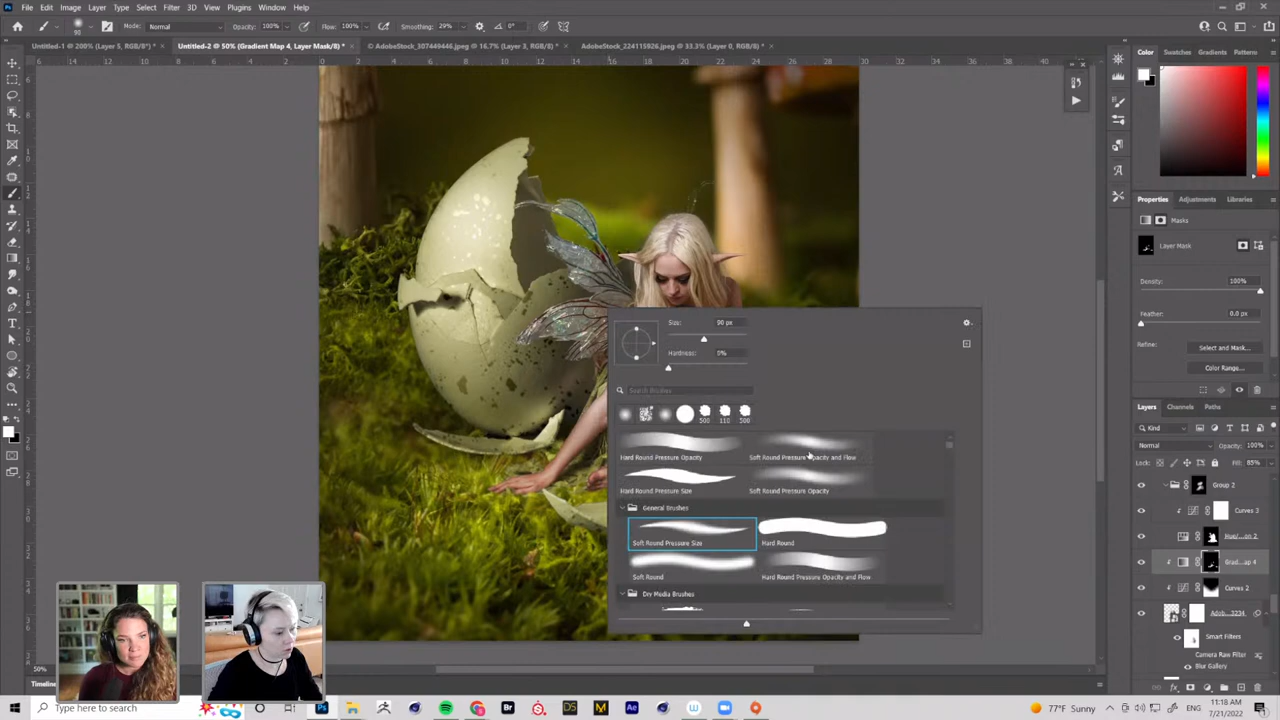 File Edit Image Layer Type Select Filter 3D View Plugins Window Help
90 Mode: Normal Opacity: 100% Flow: 100% Smoothing: 29% 0°
Untitled-1 @ 200% (Layer 5, RGB/8*) * × Untitled-2 @ 50% (Gradient Map 4, Layer Mask/8) * × © AdobeStock_307449446.jpeg @ 16.7% (Layer 3, RGB/8) * × AdobeStock_224115926.jpeg @ 33.3% (Layer 0, RGB/8) * ×
Color Swatches Gradients Patterns
Properties Adjustments Libraries
Masks
Layer Mask
Density: 100%
Feather: 0.0 px
Refine: Select and Mask...
Color Range...
Size: 90 px
Hardness: 5%
Search Brushes
500 110 500
Hard Round Pressure Opacity Soft Round Pressure Opacity and Flow
Hard Round Pressure Size Soft Round Pressure Opacity
General Brushes
Soft Round Pressure Size Hard Round
Soft Round Hard Round Pressure Opacity and Flow
Dry Media Brushes
Layers Channels Paths
Kind
Normal Opacity: 100%
Lock: Fill: 85%
Group 2
Curves 3
Hue/...on 2
Grad...ap 4
Curves 2
Adob...3234
Smart Filters
Camera Raw Filter
Blur Gallery
50%
Timeline
Type here to search
77°F Sunny
11:18 AM
7/21/2022